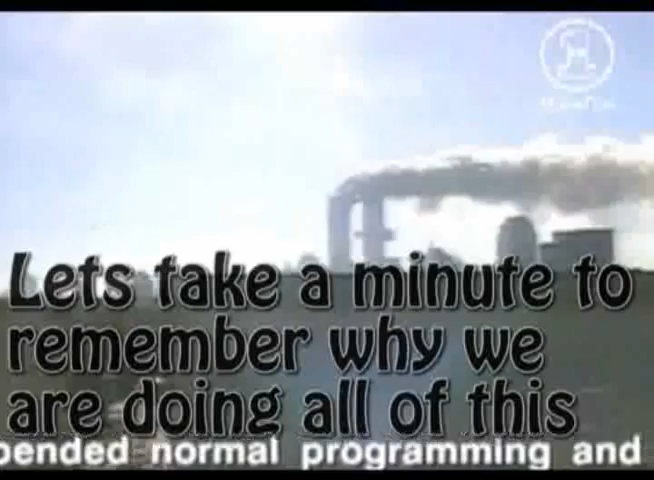 Lets take a minute to
remember why we
are doing all of this
pended normal programming and